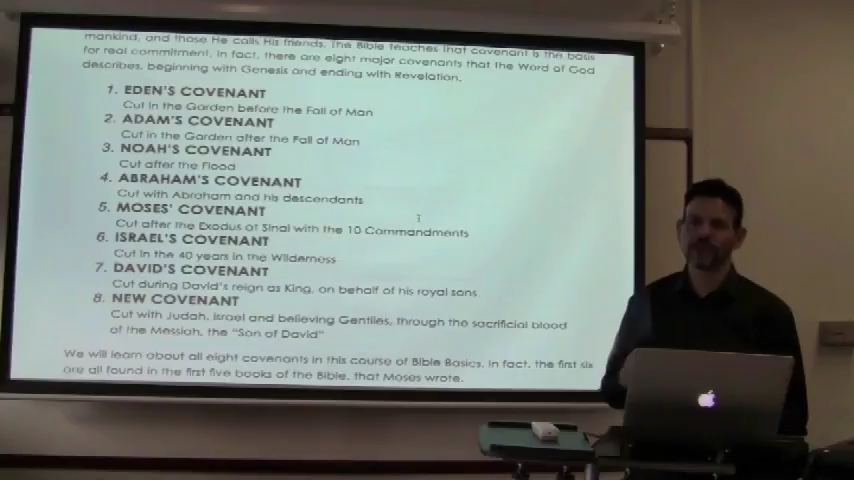 mankind, and those He calls His friends. The Bible teaches that covenant is the basis
for real commitment. In fact, there are eight major covenants that the Word of God
describes, beginning with Genesis and ending with Revelation.
1. EDEN'S COVENANT
Cut in the Garden before the Fall of Man
2. ADAM'S COVENANT
Cut in the Garden after the Fall of Man
3. NOAH'S COVENANT
Cut after the Flood
4. ABRAHAM'S COVENANT
Cut with Abraham and his descendants
5. MOSES' COVENANT
Cut after the Exodus at Sinai with the 10 Commandments
6. ISRAEL'S COVENANT
Cut in the 40 years in the Wilderness
7. DAVID'S COVENANT
Cut during David's reign as King, on behalf of his royal sons
8. NEW COVENANT
Cut with Judah, Israel and believing Gentiles, through the sacrificial blood
of the Messiah, the "Son of David"
We will learn about all eight covenants in this course of Bible Basics. In fact, the first six
are all found in the first five books of the Bible, that Moses wrote.